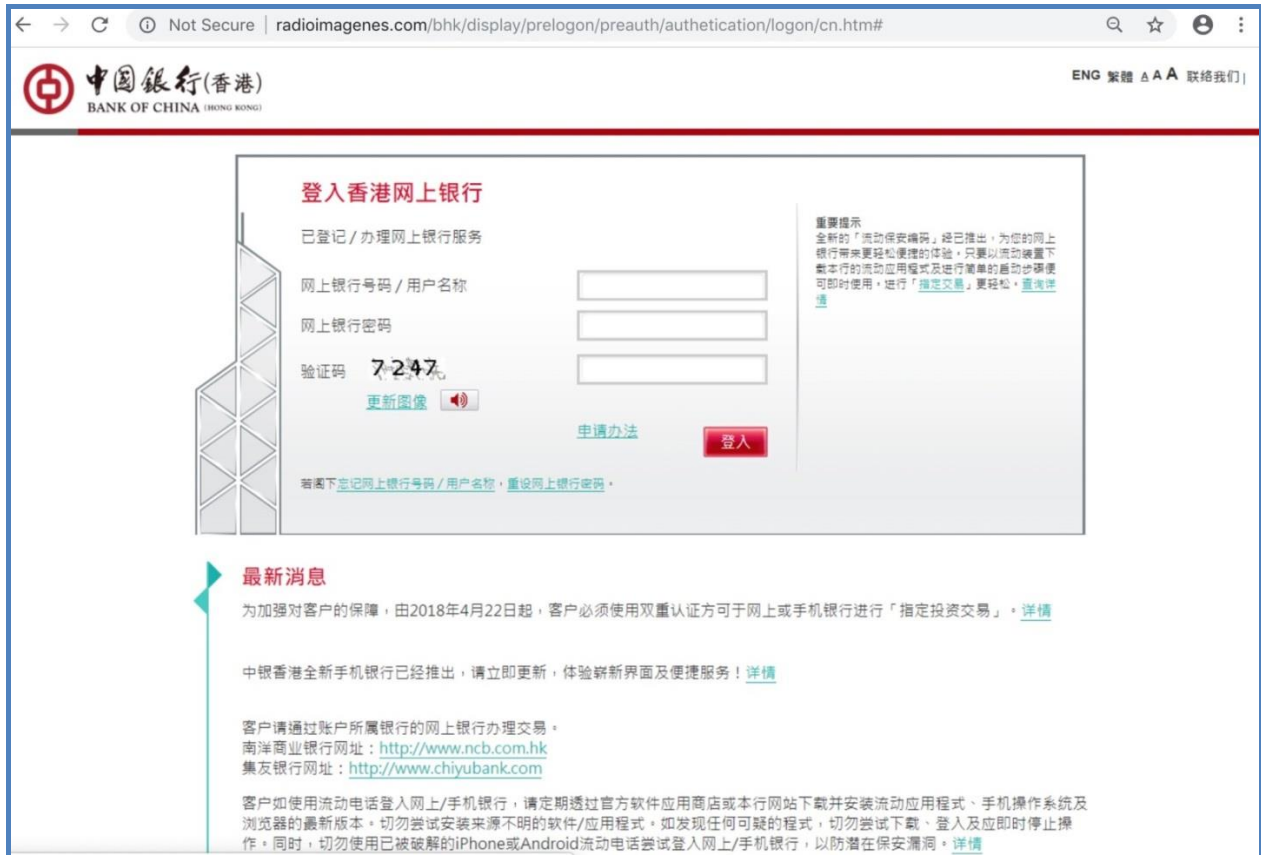 Not Secure | radioimagenes.com/bhk/display/prelogon/preauth/authetication/logon/cn.htm#
中國銀行(香港)
BANK OF CHINA (HONG KONG)
ENG 繁體 A A A 联络我们 |
登入香港网上银行
已登记 / 办理网上银行服务
网上银行号码 / 用户名称
网上银行密码
验证码 7247
更新图像
申请办法
登入
若阁下忘记网上银行号码 / 用户名称，重设网上银行密码。
重要提示
全新的「流动保安编码」经已推出，为您的网上
银行带来更轻松便捷的体验。只要以流动装置下
载本行的流动应用程式及进行简单的启动步骤便
可即时使用，进行「指定交易」更轻松。查询详
情
最新消息
为加强对客户的保障，由2018年4月22日起，客户必须使用双重认证方可于网上或手机银行进行「指定投资交易」。详情
中银香港全新手机银行已经推出，请立即更新，体验崭新界面及便捷服务！详情
客户请通过账户所属银行的网上银行办理交易。
南洋商业银行网址：http://www.ncb.com.hk
集友银行网址：http://www.chiyubank.com
客户如使用流动电话登入网上/手机银行，请定期透过官方软件应用商店或本行网站下载并安装流动应用程式、手机操作系统及
浏览器的最新版本。切勿尝试安装来源不明的软件/应用程式。如发现任何可疑的程式，切勿尝试下载、登入及应即时停止操
作。同时，切勿使用已被破解的iPhone或Android流动电话尝试登入网上/手机银行，以防潜在保安漏洞。详情